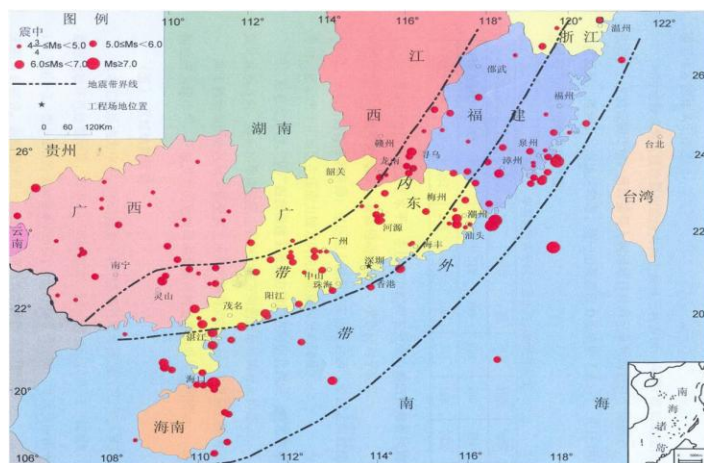 图 例
震中
4¾≤Ms<5.0 5.0≤Ms<6.0
6.0≤Ms<7.0 Ms≥7.0
地震带界线
工程场地位置
0 60 120Km
110° 112° 114° 116° 118° 120° 122°
浙江
温州
江
西
邵武
福州
26°
福 建
湖南
赣州
泉州
台北
26°
贵州
龙南
寻乌
漳州
韶关
内
梅州
24°
台湾
广 西
广
东
潮州
云南
河源
汕头
广州
海丰
外
南宁
深圳
带
中山
22°
灵山
珠海
香港
阳江
22°
茂名
带
湛江
20°
20°
海口
南 海
海南
南海诸岛
18°
106° 108° 110° 112° 114° 116° 118°